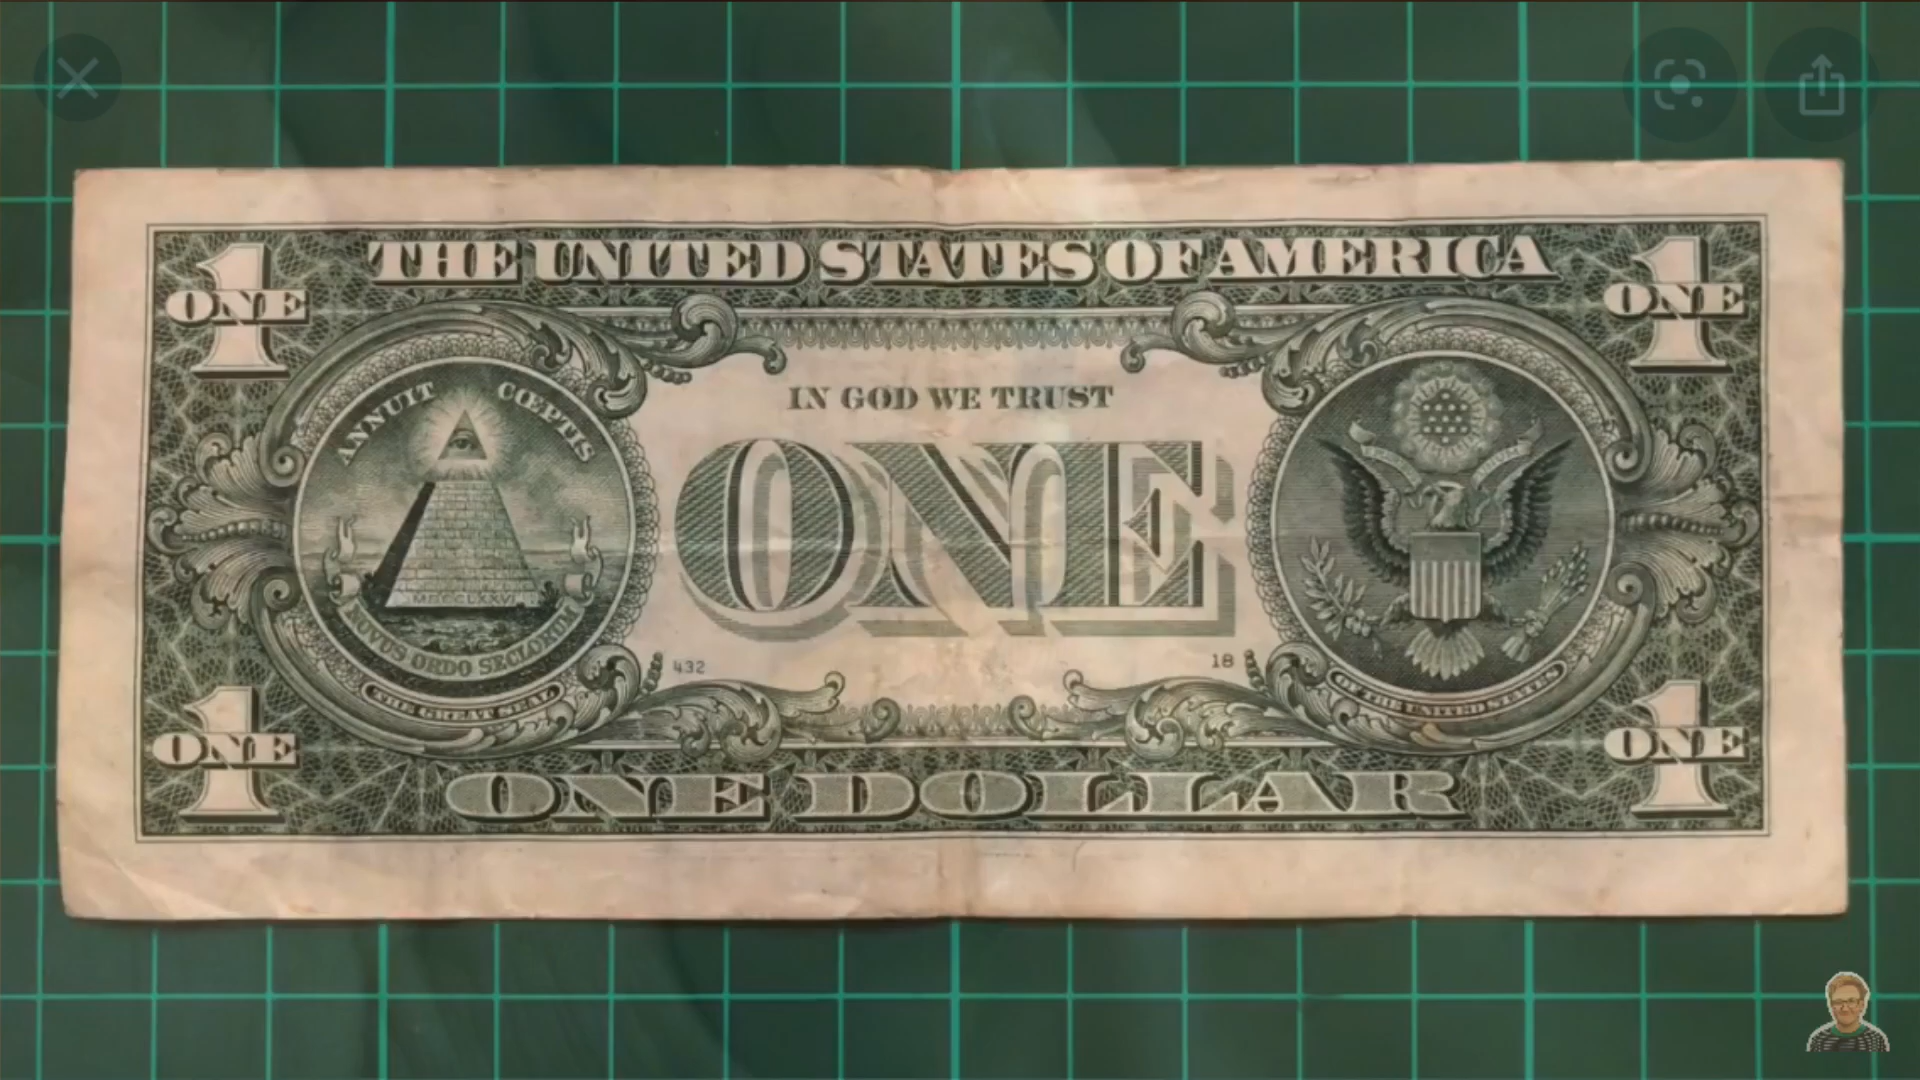 THE UNITED STATES OF AMERICA
1
ONE
1
ONE
ANNUIT CŒPTIS
IN GOD WE TRUST
ONE
MDCCLXXVI
NOVUS ORDO SECLORUM
THE GREAT SEAL
432
18
OF THE UNITED STATES
1
ONE
1
ONE
ONE DOLLAR